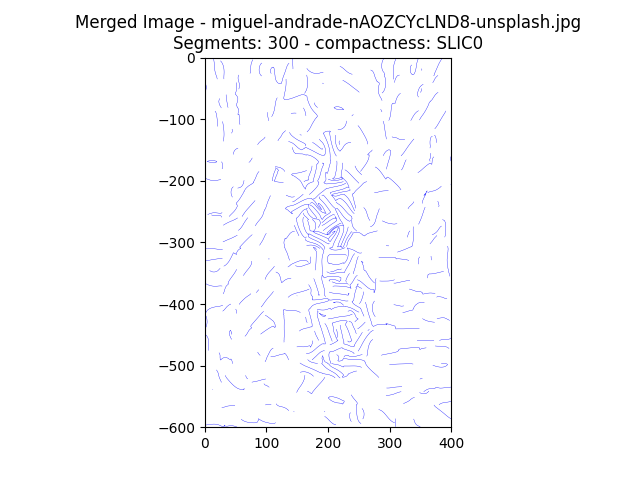 Merged Image - miguel-andrade-nAOZCYcLND8-unsplash.jpg
Segments: 300 - compactness: SLIC0
0
−100
−200
−300
−400
−500
−600
0 100 200 300 400